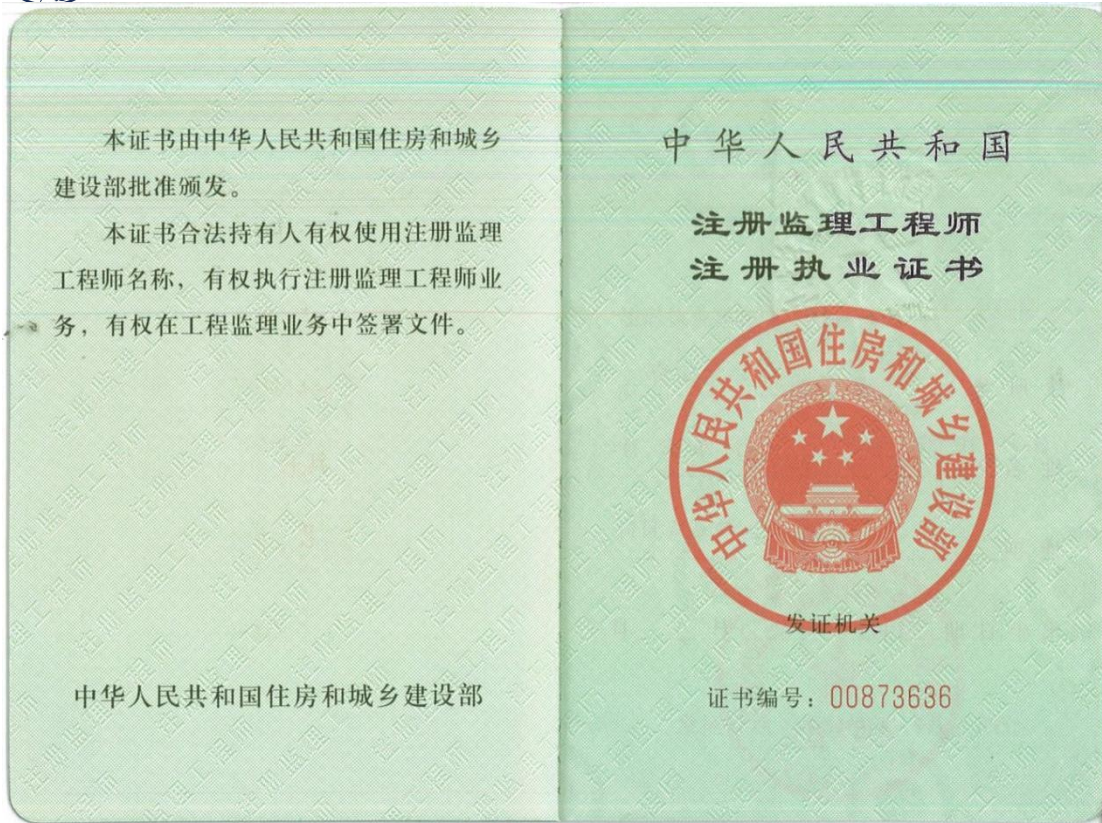 本证书由中华人民共和国住房和城乡
建设部批准颁发。
本证书合法持有人有权使用注册监理
工程师名称，有权执行注册监理工程师业
务，有权在工程监理业务中签署文件。
中华人民共和国住房和城乡建设部
中华人民共和国
注册监理工程师
注册执业证书
中华人民共和国住房和城乡建设部
发证机关
证书编号：00873636